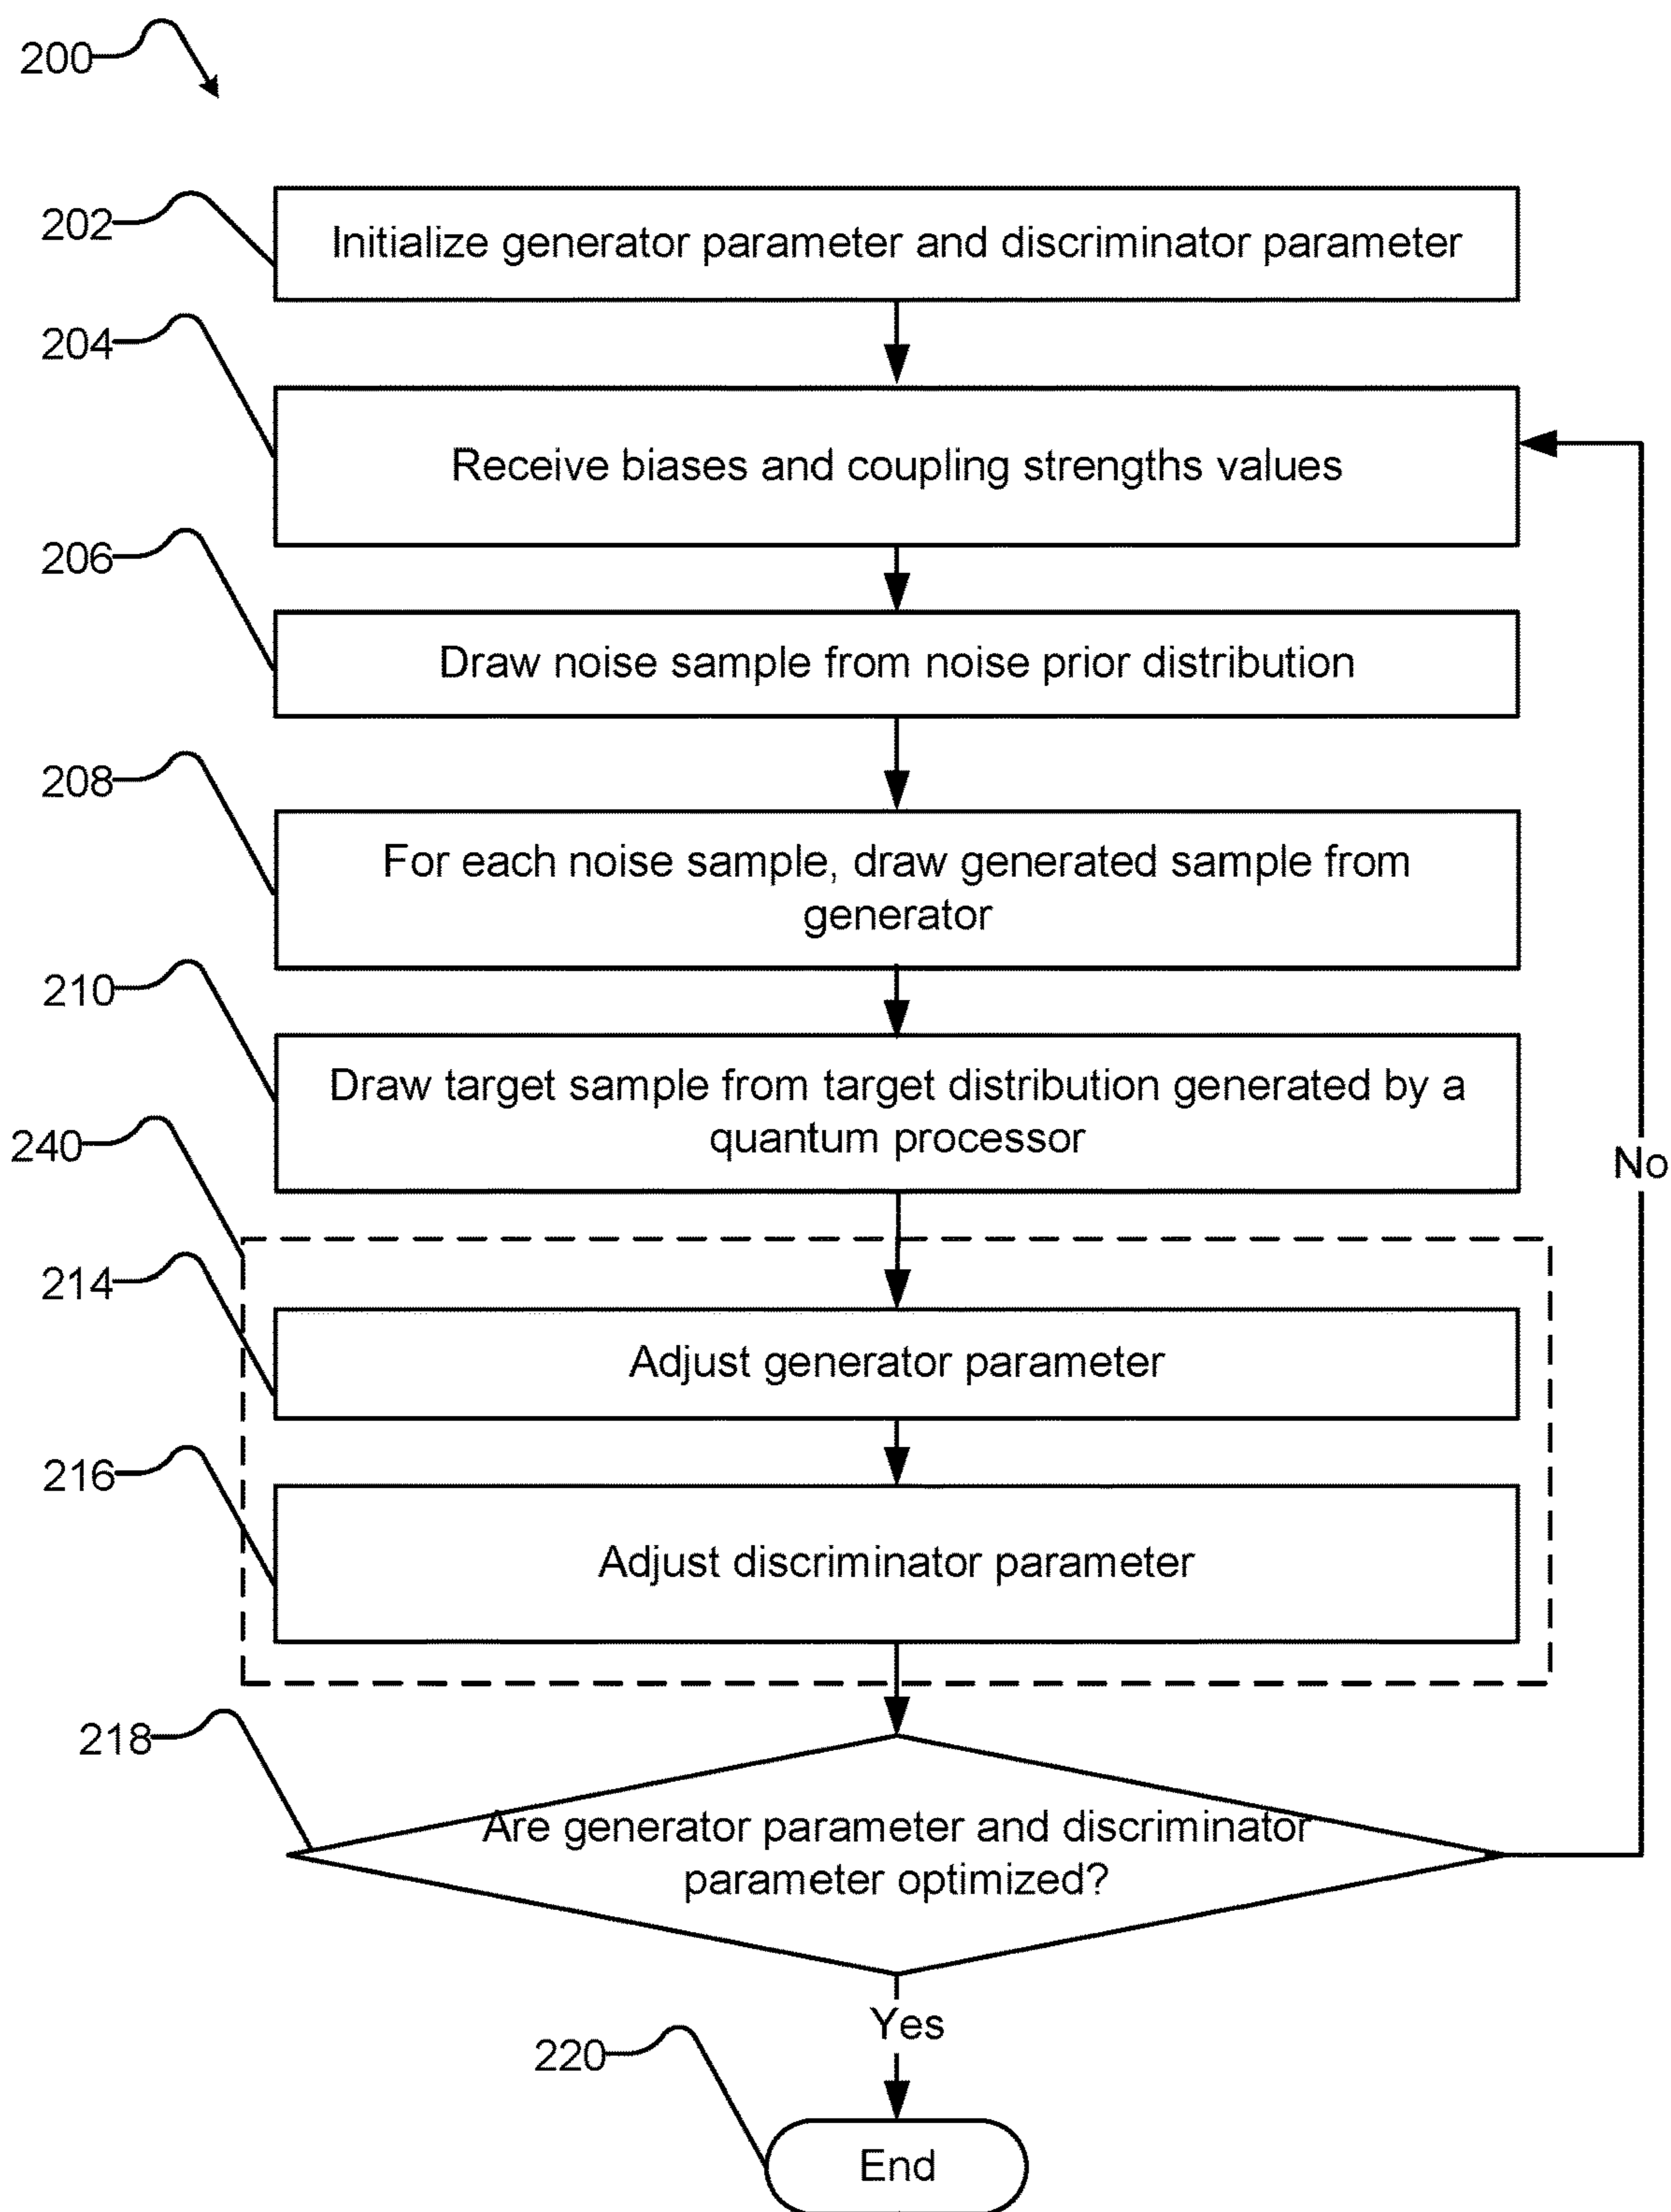 200
202
Initialize generator parameter and discriminator parameter
204
Receive biases and coupling strengths values
206
Draw noise sample from noise prior distribution
208
For each noise sample, draw generated sample from
generator
210
Draw target sample from target distribution generated by a
quantum processor
240
No
214
Adjust generator parameter
216
Adjust discriminator parameter
218
Are generator parameter and discriminator
parameter optimized?
Yes
220
End